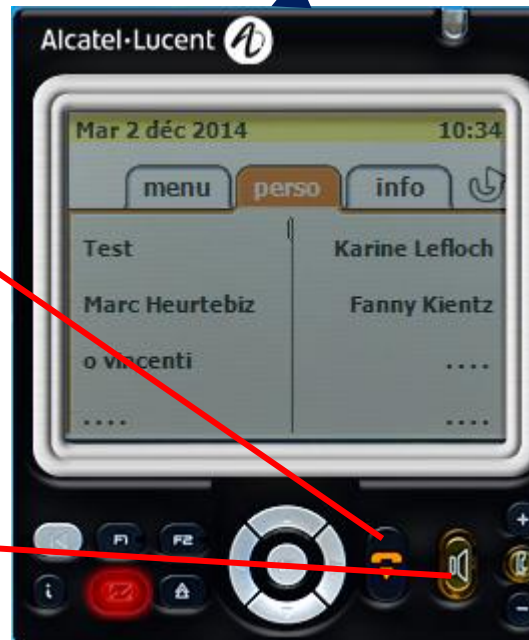 Alcatel·Lucent
Mar 2 déc 2014 10:34
menu perso info
Test Karine Lefloch
Marc Heurtebiz Fanny Kientz
o vincenti ....
.... ....
F1 F2 +
i -